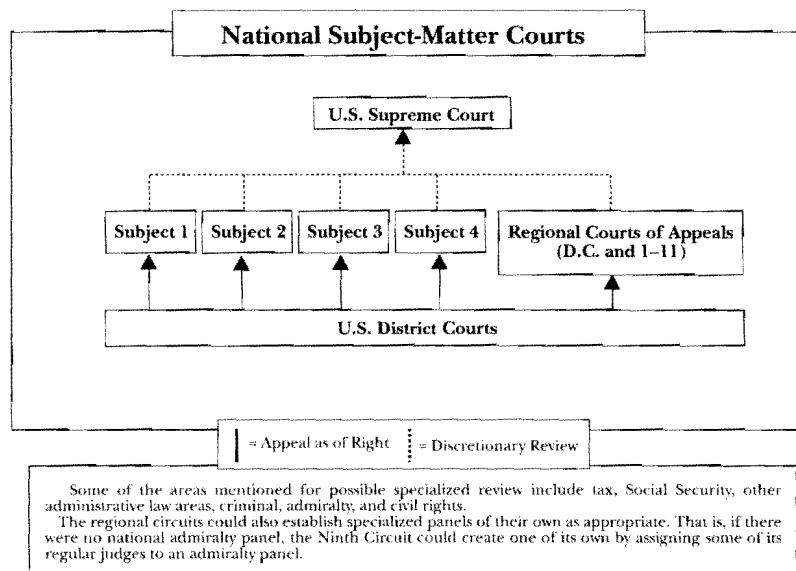 National Subject-Matter Courts
U.S. Supreme Court
Subject 1
Subject 2
Subject 3
Subject 4
Regional Courts of Appeals
(D.C. and 1–11)
U.S. District Courts
= Appeal as of Right
= Discretionary Review
Some of the areas mentioned for possible specialized review include tax, Social Security, other
administrative law areas, criminal, admiralty, and civil rights.
The regional circuits could also establish specialized panels of their own as appropriate. That is, if there
were no national admiralty panel, the Ninth Circuit could create one of its own by assigning some of its
regular judges to an admiralty panel.